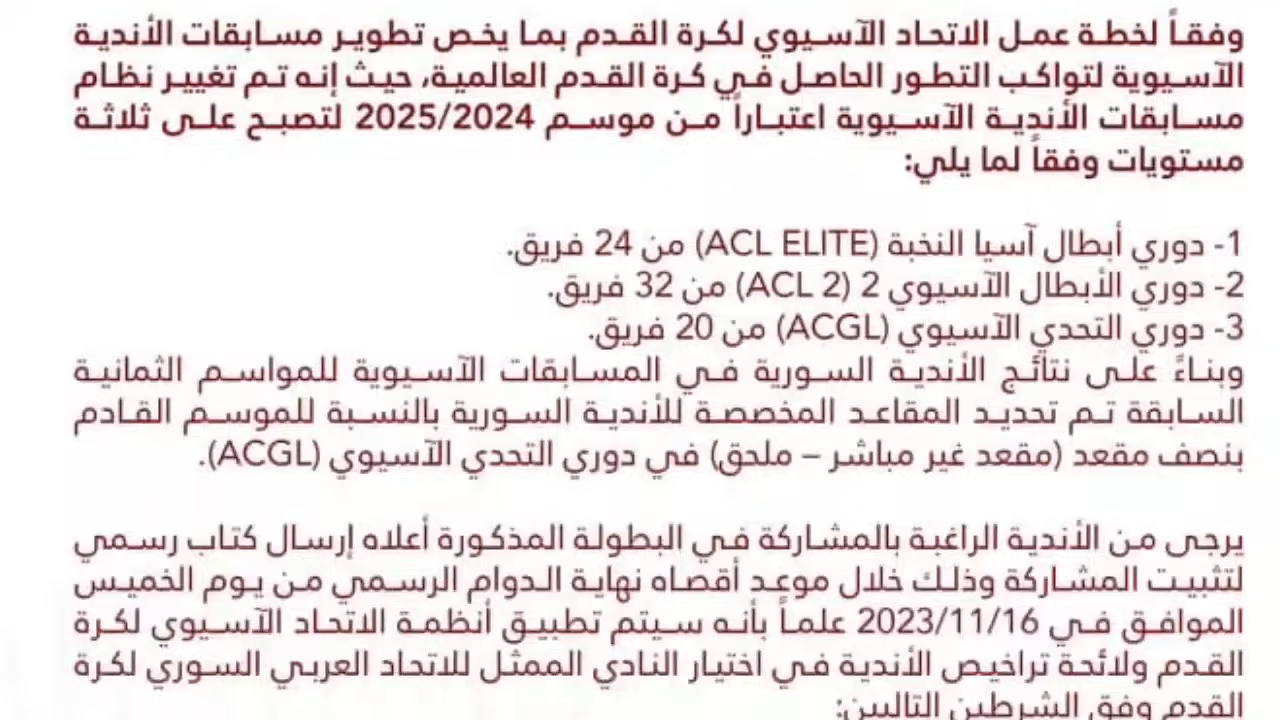 وفقاً لخطة عمل الاتحاد الآسيوي لكرة القدم بما يخص تطوير مسابقات الأندية
الآسيوية لتواكب التطور الحاصل في كرة القدم العالمية، حيث إنه تم تغيير نظام
مسابقات الأندية الآسيوية اعتباراً من موسم 2025/2024 لتصبح على ثلاثة
مستويات وفقاً لما يلي:
1- دوري أبطال آسيا النخبة (ACL ELITE) من 24 فريق.
2- دوري الأبطال الآسيوي 2 (ACL 2) من 32 فريق.
3- دوري التحدي الآسيوي (ACGL) من 20 فريق.
وبناءً على نتائج الأندية السورية في المسابقات الآسيوية للمواسم الثمانية
السابقة تم تحديد المقاعد المخصصة للأندية السورية بالنسبة للموسم القادم
بنصف مقعد (مقعد غير مباشر – ملحق) في دوري التحدي الآسيوي (ACGL).
يرجى من الأندية الراغبة بالمشاركة في البطولة المذكورة أعلاه إرسال كتاب رسمي
لتثبيت المشاركة وذلك خلال موعد أقصاه نهاية الدوام الرسمي من يوم الخميس
الموافق في 2023/11/16 علماً بأنه سيتم تطبيق أنظمة الاتحاد الآسيوي لكرة
القدم ولائحة تراخيص الأندية في اختيار النادي الممثل للاتحاد العربي السوري لكرة
القدم وفق الشرطين التاليين: